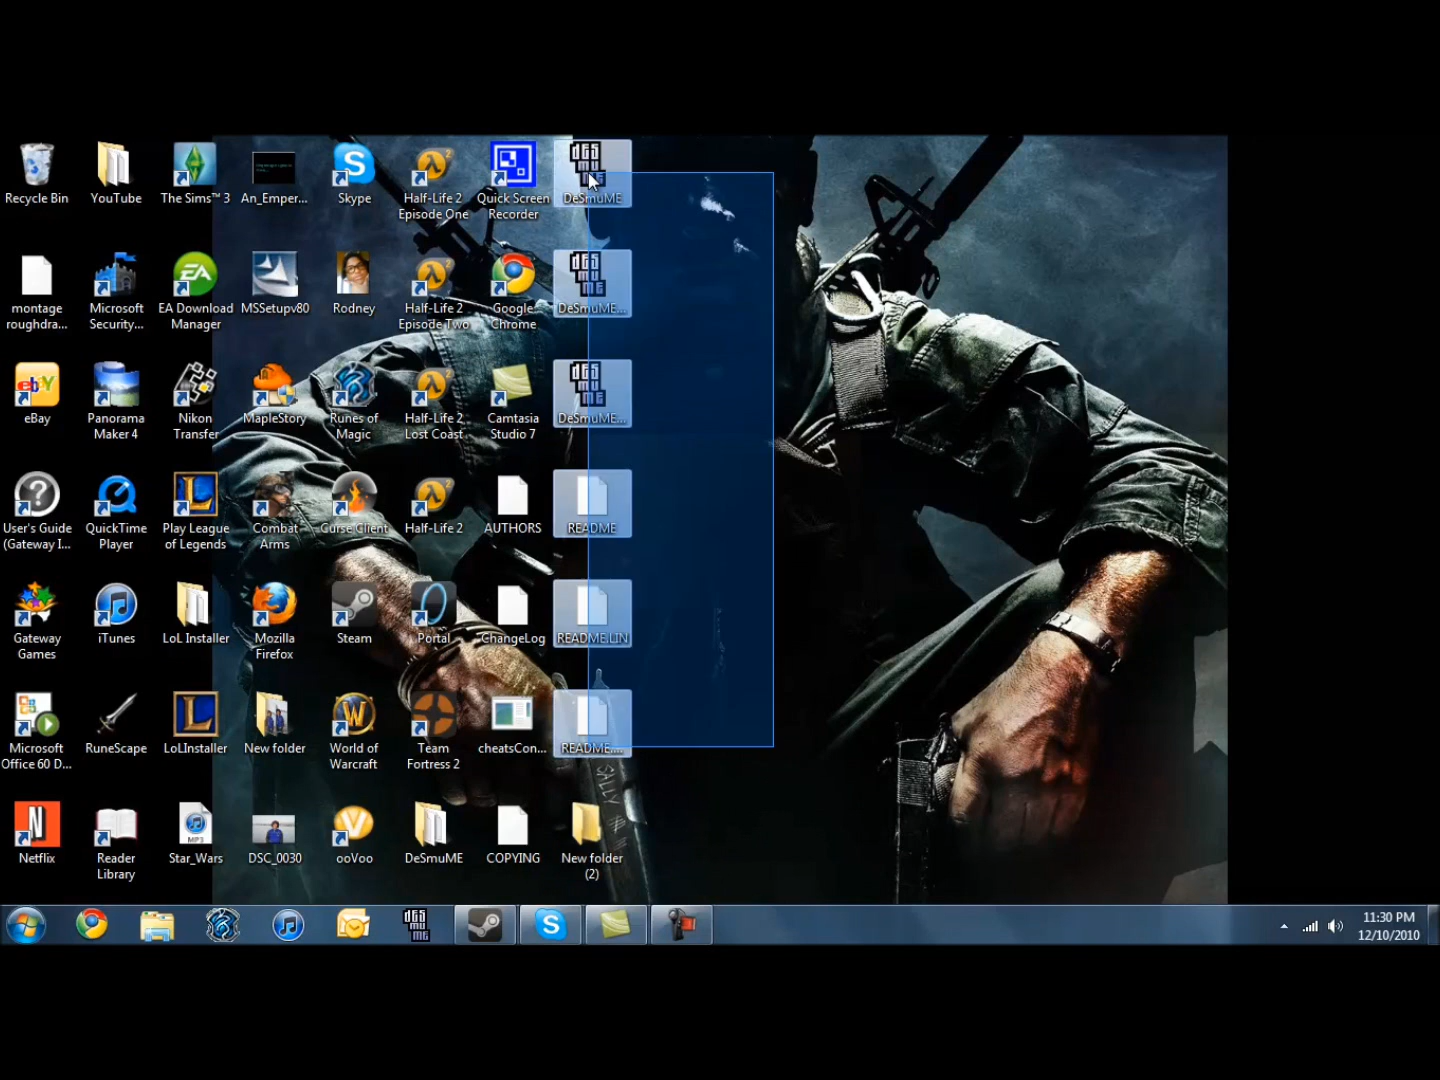 Recycle Bin
YouTube
The Sims™ 3
An_Emper...
Skype
Half-Life 2
Episode One
Quick Screen
Recorder
DeSmuME
montage
roughdra...
Microsoft
Security...
EA Download
Manager
MSSetupv80
Rodney
Half-Life 2
Episode Two
Google
Chrome
DeSmuME...
eBay
Panorama
Maker 4
Nikon
Transfer
MapleStory
Runes of
Magic
Half-Life 2
Lost Coast
Camtasia
Studio 7
DeSmuME...
User's Guide
(Gateway I...
QuickTime
Player
Play League
of Legends
Combat
Arms
Curse Client
Half-Life 2
AUTHORS
README
Gateway
Games
iTunes
LoL Installer
Mozilla
Firefox
Steam
Portal
ChangeLog
README.LIN
Microsoft
Office 60 D...
RuneScape
LoLInstaller
New folder
World of
Warcraft
Team
Fortress 2
cheatsCon...
README....
SALLY
Netflix
Reader
Library
Star_Wars
DSC_0030
ooVoo
DeSmuME
COPYING
New folder
(2)
11:30 PM
12/10/2010